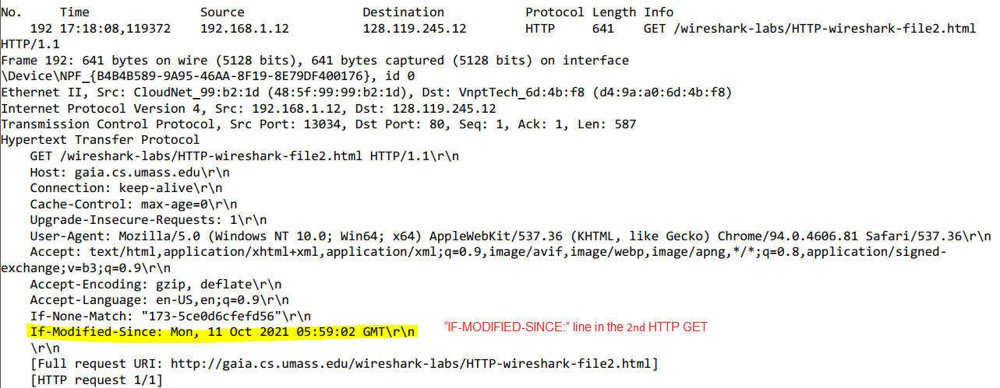 No. Time Source Destination Protocol Length Info
192 17:18:08,119372 192.168.1.12 128.119.245.12 HTTP 641 GET /wireshark-labs/HTTP-wireshark-file2.html
HTTP/1.1
Frame 192: 641 bytes on wire (5128 bits), 641 bytes captured (5128 bits) on interface
\Device\NPF_{B4B4B589-9A95-46AA-8F19-8E79DF400176}, id 0
Ethernet II, Src: CloudNet_99:b2:1d (48:5f:99:99:b2:1d), Dst: VnptTech_6d:4b:f8 (d4:9a:a0:6d:4b:f8)
Internet Protocol Version 4, Src: 192.168.1.12, Dst: 128.119.245.12
Transmission Control Protocol, Src Port: 13034, Dst Port: 80, Seq: 1, Ack: 1, Len: 587
Hypertext Transfer Protocol
GET /wireshark-labs/HTTP-wireshark-file2.html HTTP/1.1\r\n
Host: gaia.cs.umass.edu\r\n
Connection: keep-alive\r\n
Cache-Control: max-age=0\r\n
Upgrade-Insecure-Requests: 1\r\n
User-Agent: Mozilla/5.0 (Windows NT 10.0; Win64; x64) AppleWebKit/537.36 (KHTML, like Gecko) Chrome/94.0.4606.81 Safari/537.36\r\n
Accept: text/html,application/xhtml+xml,application/xml;q=0.9,image/avif,image/webp,image/apng,*/*;q=0.8,application/signed-
exchange;v=b3;q=0.9\r\n
Accept-Encoding: gzip, deflate\r\n
Accept-Language: en-US,en;q=0.9\r\n
If-None-Match: "173-5ce0d6cfefd56"\r\n
If-Modified-Since: Mon, 11 Oct 2021 05:59:02 GMT\r\n “IF-MODIFIED-SINCE:” line in the 2nd HTTP GET
\r\n
[Full request URI: http://gaia.cs.umass.edu/wireshark-labs/HTTP-wireshark-file2.html]
[HTTP request 1/1]